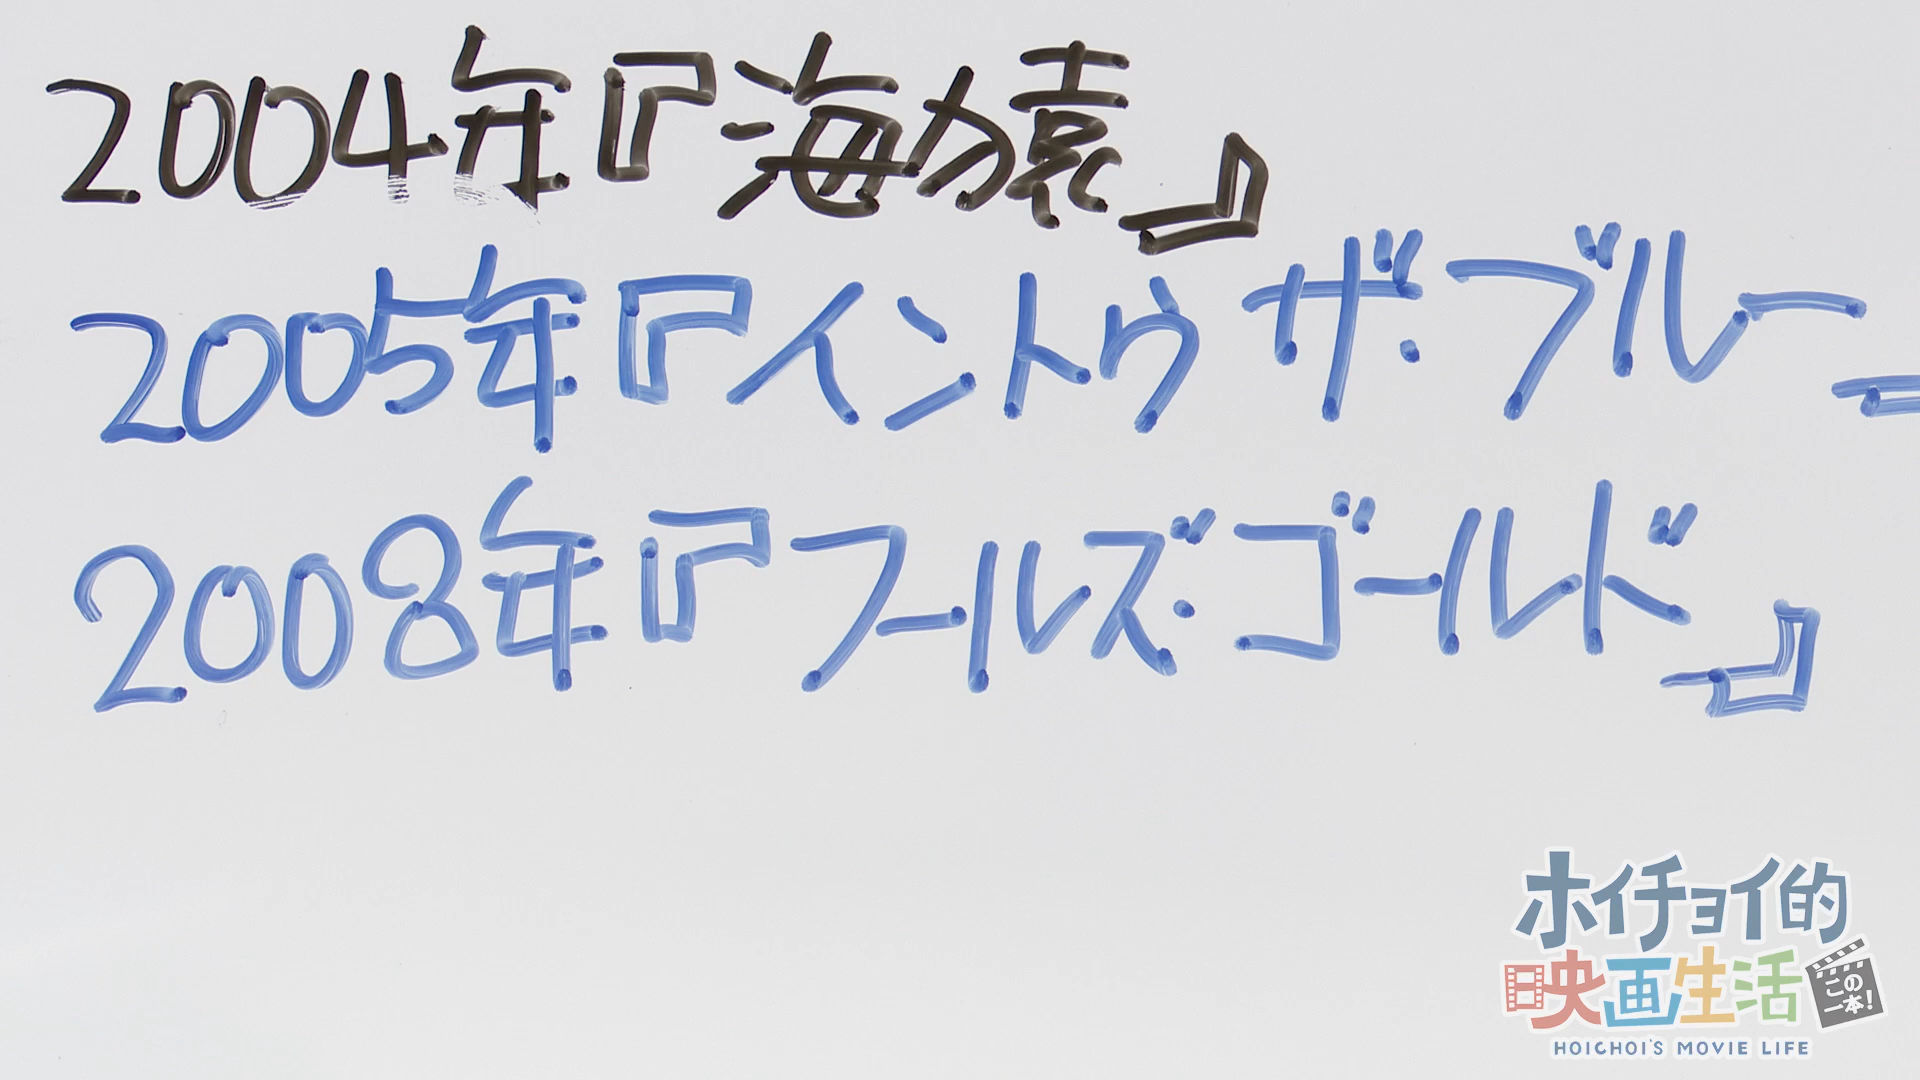 2004年『海猿』
2005年『イントゥ ザ・ブルー』
2008年『フールズ・ゴールド』
ホイチョイ的
映画生活
この
一本!
HOICHOI'S MOVIE LIFE